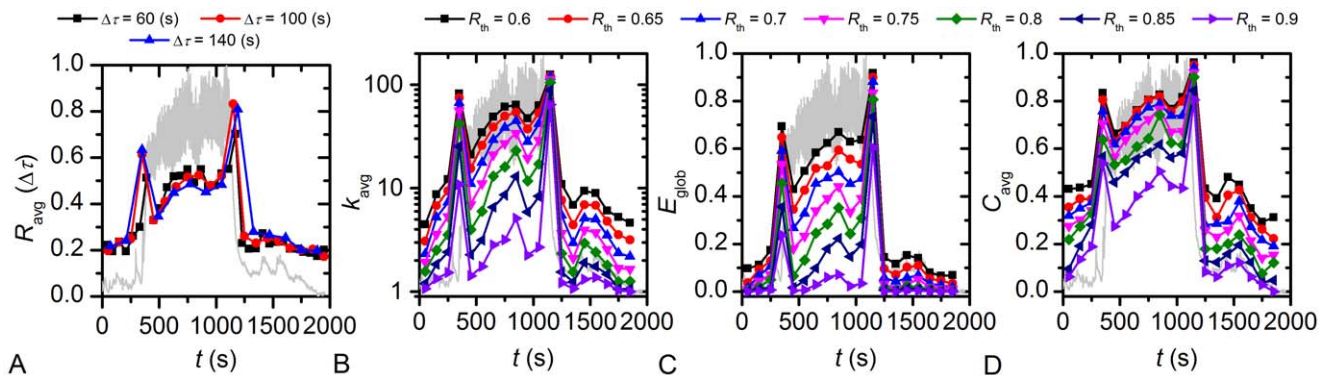 Δτ = 60 (s) Δτ = 100 (s)
Δτ = 140 (s)
R_th = 0.6 R_th = 0.65 R_th = 0.7 R_th = 0.75 R_th = 0.8 R_th = 0.85 R_th = 0.9
R_avg (Δτ)
1.0
0.8
0.6
0.4
0.2
0.0
0 500 1000 1500 2000
t (s)
A
k_avg
100
10
1
0 500 1000 1500 2000
t (s)
B
E_glob
1.0
0.8
0.6
0.4
0.2
0.0
0 500 1000 1500 2000
t (s)
C
C_avg
1.0
0.8
0.6
0.4
0.2
0.0
0 500 1000 1500 2000
t (s)
D